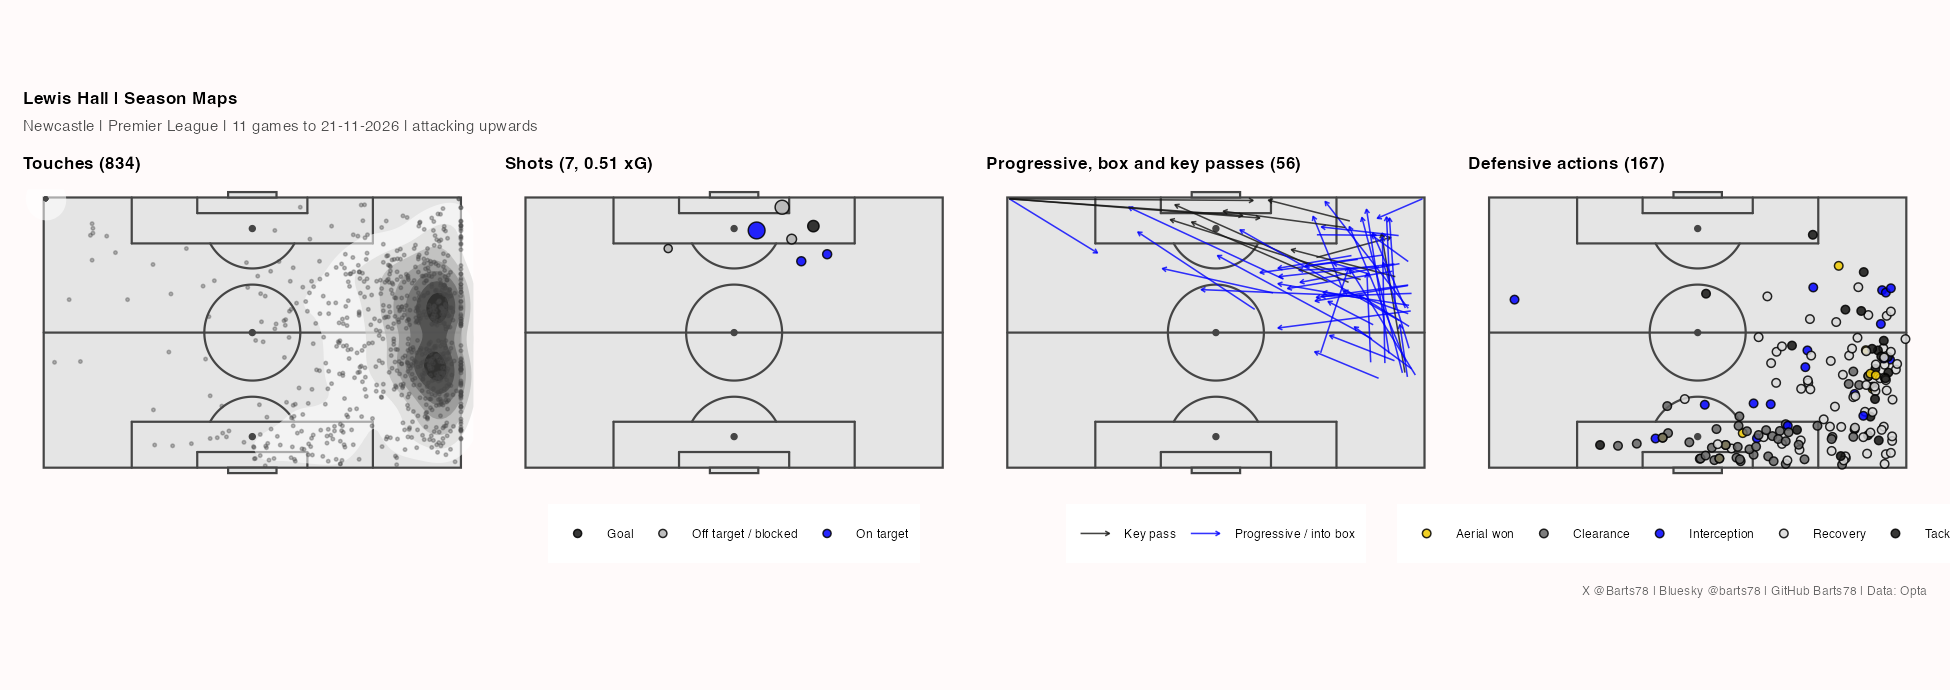 Lewis Hall | Season Maps
Newcastle | Premier League | 11 games to 21-11-2026 | attacking upwards
Touches (834)
Shots (7, 0.51 xG)
Progressive, box and key passes (56)
Defensive actions (167)
Goal
Off target / blocked
On target
Key pass
Progressive / into box
Aerial won
Clearance
Interception
Recovery
Tack
X @Barts78 | Bluesky @barts78 | GitHub Barts78 | Data: Opta